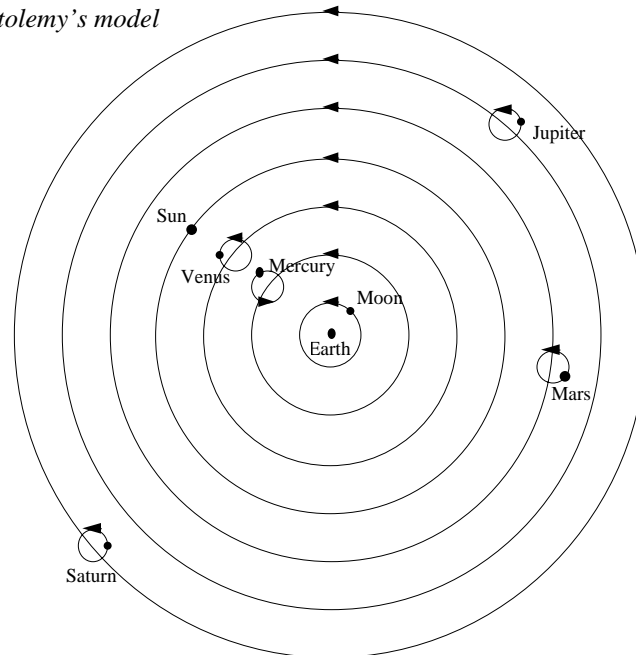 tolemy's model
Jupiter
Sun
Venus
Mercury
Moon
Earth
Mars
Saturn